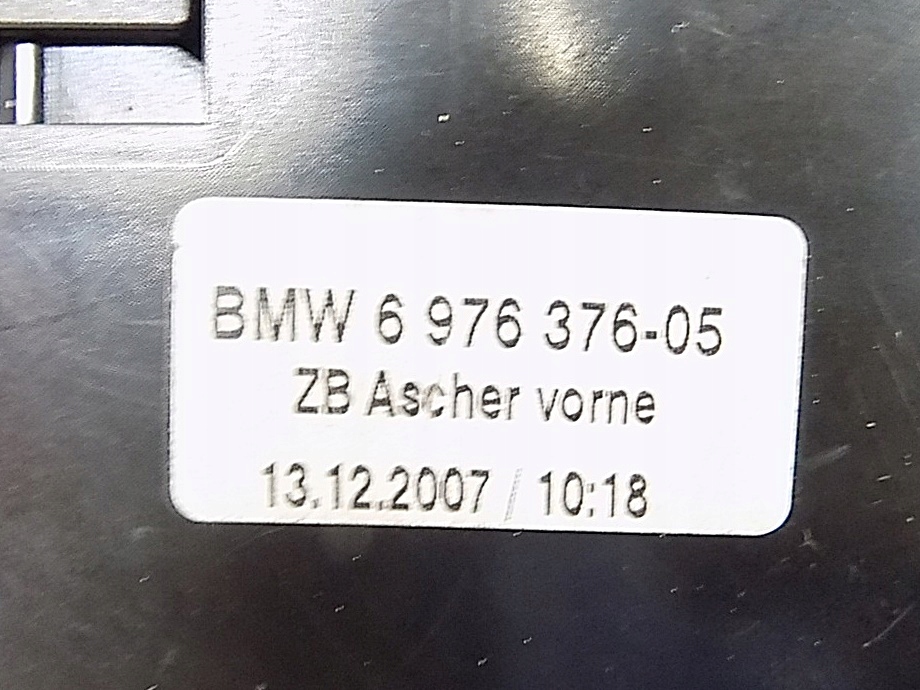 BMW 6 976 376-05
ZB Ascher vorne
13.12.2007 / 10:18